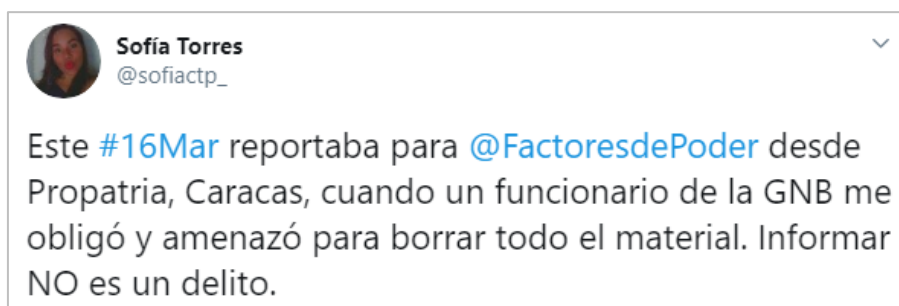 Sofía Torres
@sofiactp_
Este #16Mar reportaba para @FactoresdePoder desde
Propatria, Caracas, cuando un funcionario de la GNB me
obligó y amenazó para borrar todo el material. Informar
NO es un delito.